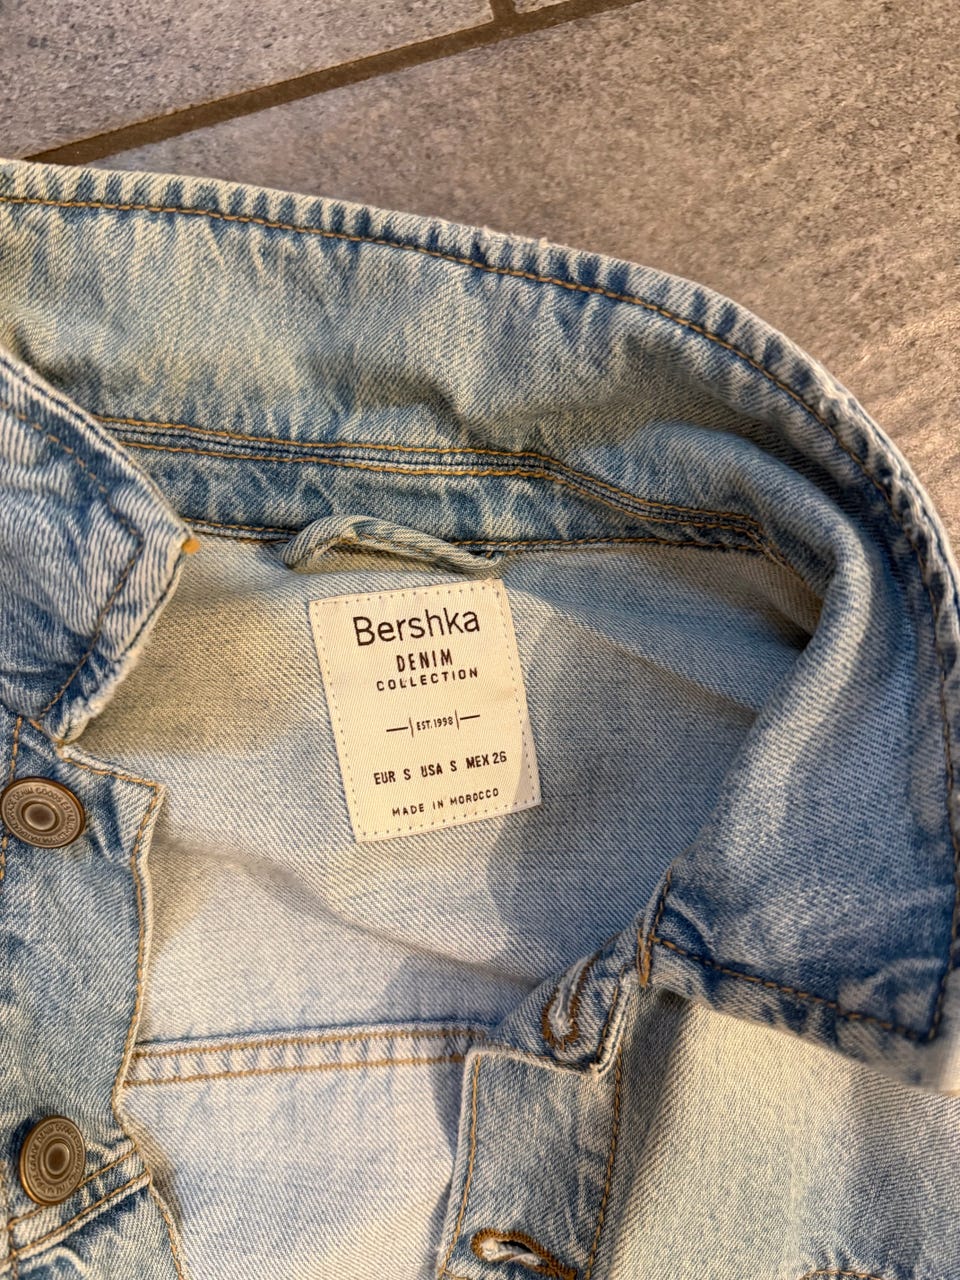 Bershka
DENIM
COLLECTION
EST. 1998
EUR S USA S MEX 26
MADE IN MOROCCO